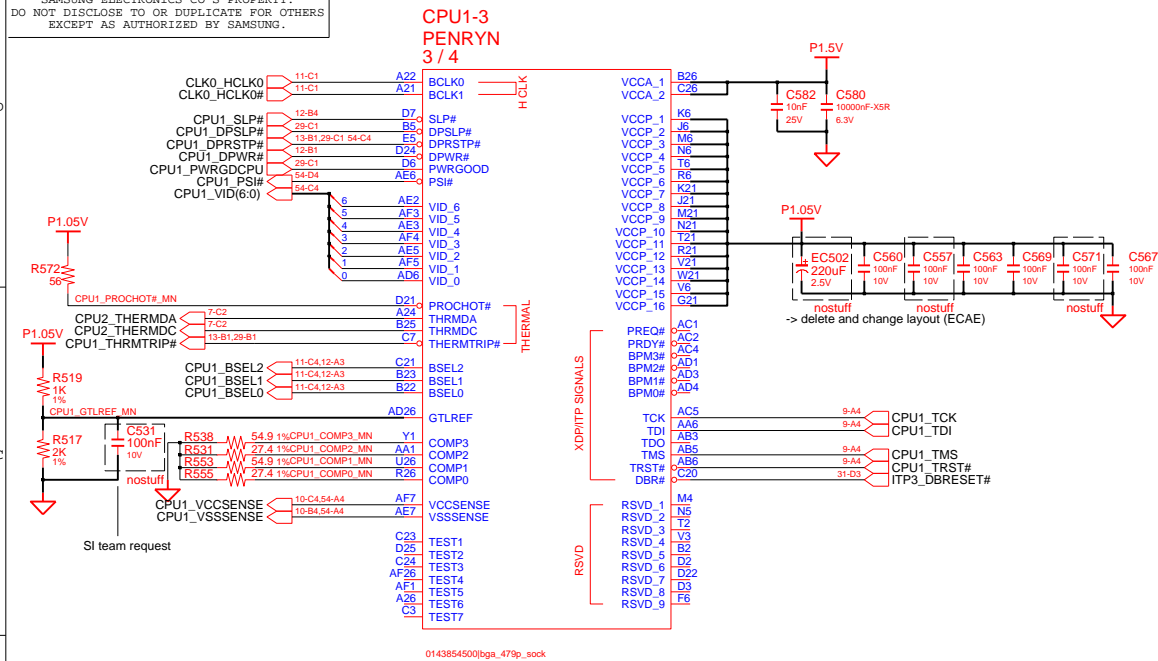 SAMSUNG ELECTRONICS CO'S PROPERTY.
DO NOT DISCLOSE TO OR DUPLICATE FOR OTHERS
EXCEPT AS AUTHORIZED BY SAMSUNG.
CPU1-3
PENRYN
3 / 4
CLK0_HCLK0 11-C1 A22 BCLK0
CLK0_HCLK0# 11-C1 A21 BCLK1
H CLK
CPU1_SLP# 12-B4 D7 SLP#
CPU1_DPSLP# 29-C1 B5 DPSLP#
CPU1_DPRSTP# 13-B1,29-C1 54-C4 E5 DPRSTP#
CPU1_DPWR# 12-B1 D24 DPWR#
CPU1_PWRGDCPU 29-C1 D6 PWRGOOD
CPU1_PSI# 54-D4 AE6 PSI#
CPU1_VID(6:0) 54-C4
6 AE2 VID_6
5 AF3 VID_5
4 AE3 VID_4
3 AF4 VID_3
2 AE5 VID_2
1 AF5 VID_1
0 AD6 VID_0
P1.05V
R572
56
CPU1_PROCHOT#_MN D21 PROCHOT#
CPU2_THERMDA 7-C2 A24 THRMDA
CPU2_THERMDC 7-C2 B25 THRMDC
CPU1_THRMTRIP# 13-B1,29-B1 C7 THERMTRIP#
THERMAL
P1.05V
CPU1_BSEL2 11-C4,12-A3 C21 BSEL2
CPU1_BSEL1 11-C4,12-A3 B23 BSEL1
CPU1_BSEL0 11-C4,12-A3 B22 BSEL0
R519
1K
1%
CPU1_GTLREF_MN AD26 GTLREF
R517
2K
1%
C531
100nF
10V
nostuff
R538 54.9 1% CPU1_COMP3_MN Y1 COMP3
R531 27.4 1% CPU1_COMP2_MN AA1 COMP2
R553 54.9 1% CPU1_COMP1_MN U26 COMP1
R555 27.4 1% CPU1_COMP0_MN R26 COMP0
CPU1_VCCSENSE 10-C4,54-A4 AF7 VCCSENSE
CPU1_VSSSENSE 10-B4,54-A4 AE7 VSSSENSE
SI team request
C23 TEST1
D25 TEST2
C24 TEST3
AF26 TEST4
AF1 TEST5
A26 TEST6
C3 TEST7
VCCA_1 B26
VCCA_2 C26
P1.5V
C582
10nF
25V
C580
10000nF-X5R
6.3V
VCCP_1 K6
VCCP_2 J6
VCCP_3 M6
VCCP_4 N6
VCCP_5 T6
VCCP_6 R6
VCCP_7 K21
VCCP_8 J21
VCCP_9 M21
VCCP_10 N21
VCCP_11 T21
VCCP_12 R21
VCCP_13 V21
VCCP_14 W21
VCCP_15 V6
VCCP_16 G21
P1.05V
EC502
220uF
2.5V
nostuff
C560
100nF
10V
C557
100nF
10V
nostuff
C563
100nF
10V
C569
100nF
10V
C571
100nF
10V
nostuff
C567
100nF
10V
-> delete and change layout (ECAE)
XDP/ITP SIGNALS
PREQ# AC1
PRDY# AC2
BPM3# AC4
BPM2# AD1
BPM1# AD3
BPM0# AD4
TCK AC5 9-A4 CPU1_TCK
TDI AA6 9-A4 CPU1_TDI
TDO AB3
TMS AB5 9-A4 CPU1_TMS
TRST# AB6 9-A4 CPU1_TRST#
DBR# C20 31-D3 ITP3_DBRESET#
RSVD
RSVD_1 M4
RSVD_2 N5
RSVD_3 T2
RSVD_4 V3
RSVD_5 B2
RSVD_6 D2
RSVD_7 D22
RSVD_8 D3
RSVD_9 F6
0143854500|bga_479p_sock